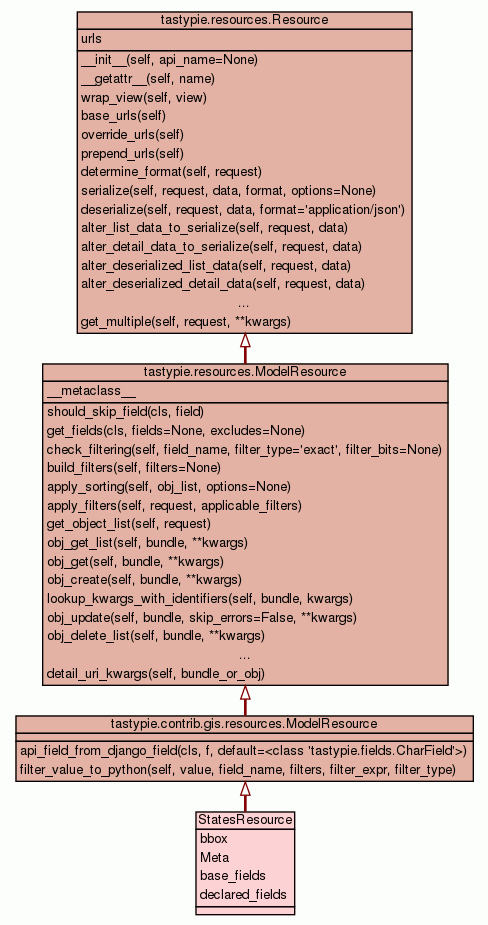 tastypie.resources.Resource
urls
__init__(self, api_name=None)
__getattr__(self, name)
wrap_view(self, view)
base_urls(self)
override_urls(self)
prepend_urls(self)
determine_format(self, request)
serialize(self, request, data, format, options=None)
deserialize(self, request, data, format='application/json')
alter_list_data_to_serialize(self, request, data)
alter_detail_data_to_serialize(self, request, data)
alter_deserialized_list_data(self, request, data)
alter_deserialized_detail_data(self, request, data)
...
get_multiple(self, request, **kwargs)
tastypie.resources.ModelResource
__metaclass__
should_skip_field(cls, field)
get_fields(cls, fields=None, excludes=None)
check_filtering(self, field_name, filter_type='exact', filter_bits=None)
build_filters(self, filters=None)
apply_sorting(self, obj_list, options=None)
apply_filters(self, request, applicable_filters)
get_object_list(self, request)
obj_get_list(self, bundle, **kwargs)
obj_get(self, bundle, **kwargs)
obj_create(self, bundle, **kwargs)
lookup_kwargs_with_identifiers(self, bundle, kwargs)
obj_update(self, bundle, skip_errors=False, **kwargs)
obj_delete_list(self, bundle, **kwargs)
...
detail_uri_kwargs(self, bundle_or_obj)
tastypie.contrib.gis.resources.ModelResource
api_field_from_django_field(cls, f, default=<class 'tastypie.fields.CharField'>)
filter_value_to_python(self, value, field_name, filters, filter_expr, filter_type)
StatesResource
bbox
Meta
base_fields
declared_fields